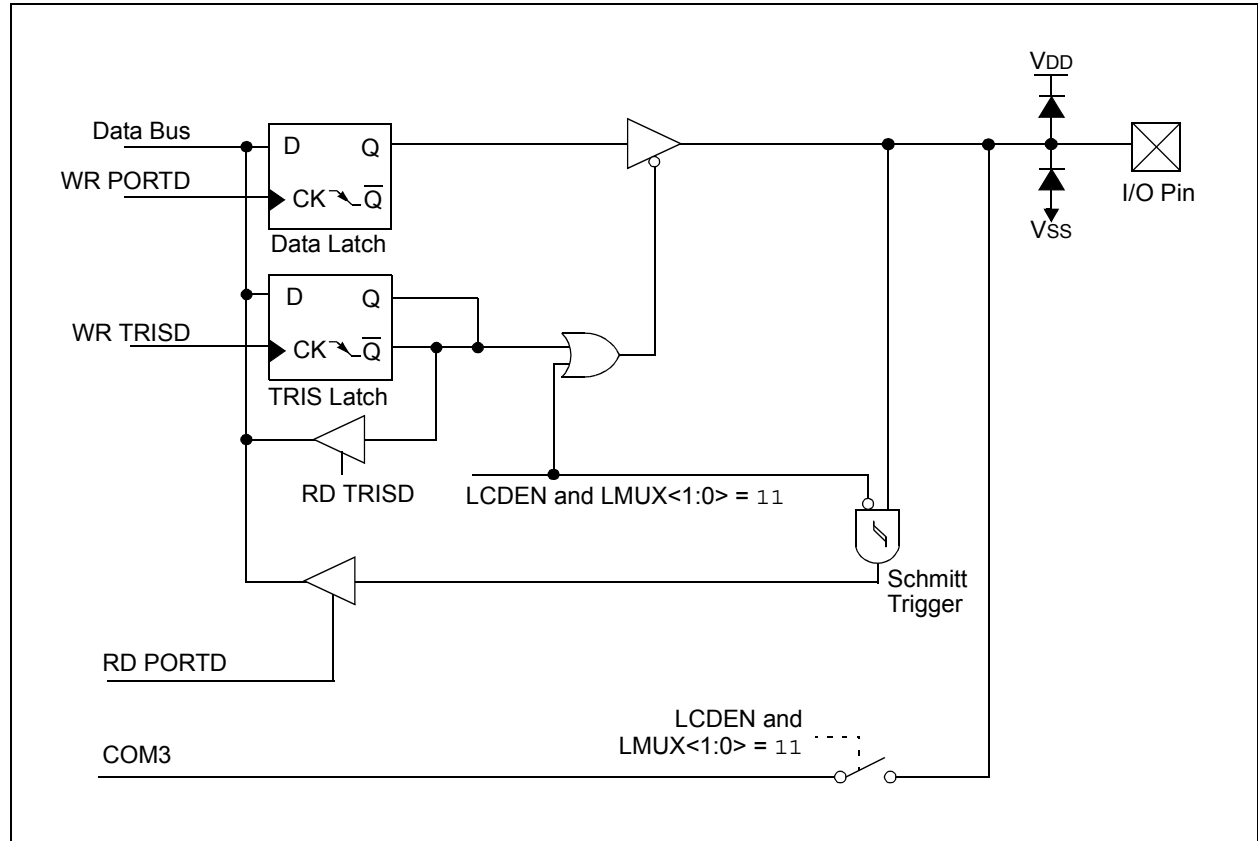 VDD
Data Bus
D
Q
WR PORTD
CK
Q
I/O Pin
Data Latch
VSS
D
Q
WR TRISD
CK
Q
TRIS Latch
RD TRISD
LCDEN and LMUX<1:0> = 11
Schmitt
Trigger
RD PORTD
LCDEN and
LMUX<1:0> = 11
COM3